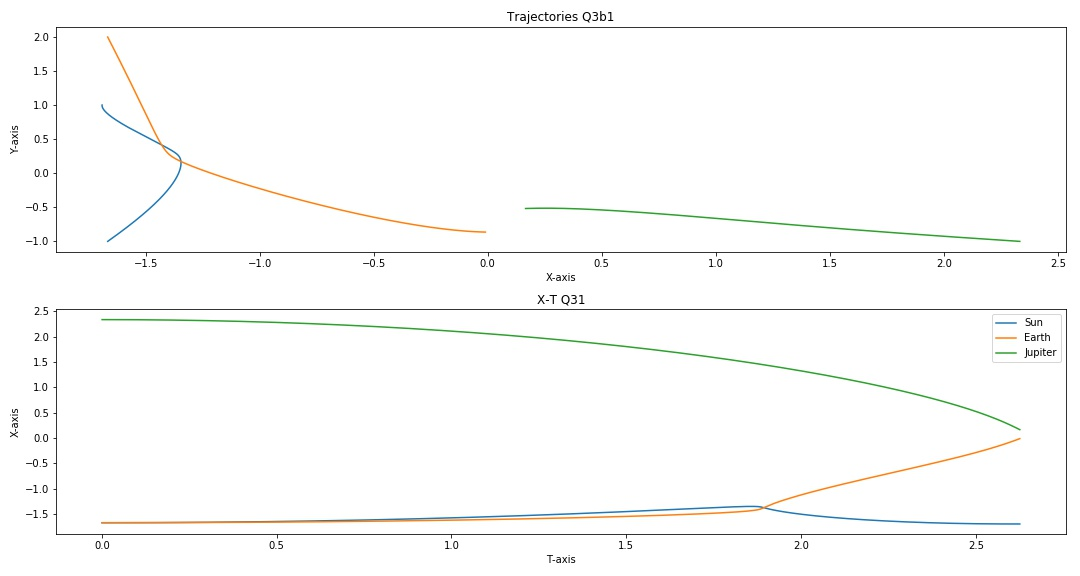 Trajectories Q3b1
2.0
1.5
1.0
0.5
0.0
−0.5
−1.0
Y-axis
−1.5 −1.0 −0.5 0.0 0.5 1.0 1.5 2.0 2.5
X-axis
X-T Q31
2.5
2.0
1.5
1.0
0.5
0.0
−0.5
−1.0
−1.5
X-axis
Sun
Earth
Jupiter
0.0 0.5 1.0 1.5 2.0 2.5
T-axis